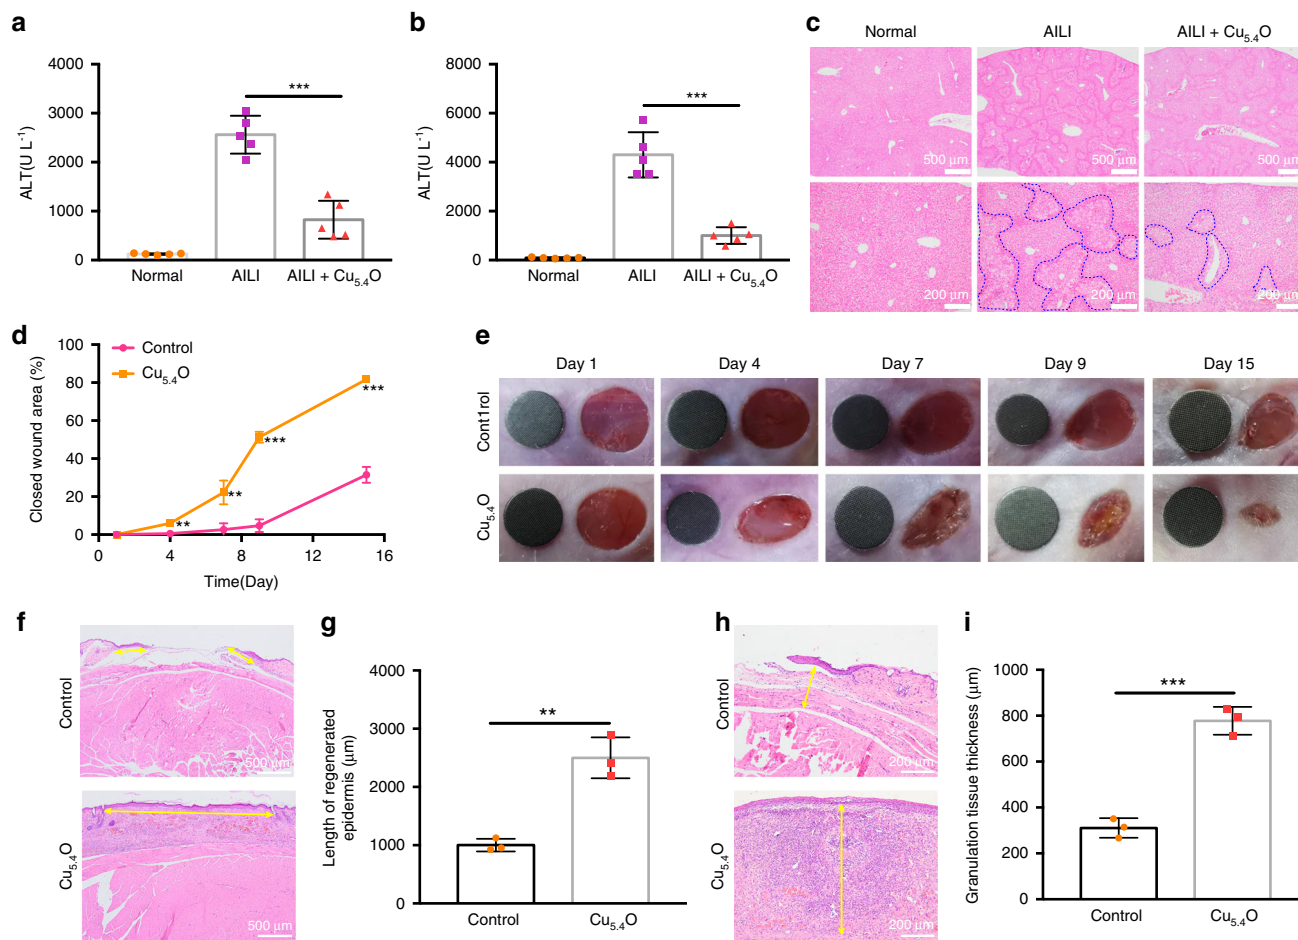 a
4000
3000
2000
1000
0
ALT(U L⁻¹)
***
Normal
AILI
AILI + Cu₅.₄O
b
8000
6000
4000
2000
0
ALT(U L⁻¹)
***
Normal
AILI
AILI + Cu₅.₄O
c
Normal
AILI
AILI + Cu₅.₄O
500 μm
500 μm
500 μm
200 μm
200 μm
200 μm
d
100
80
60
40
20
0
Closed wound area (%)
Control
Cu₅.₄O
**
**
***
***
0
4
8
12
16
Time(Day)
e
Day 1
Day 4
Day 7
Day 9
Day 15
Cont1rol
Cu₅.₄O
f
Control
500 μm
Cu₅.₄O
500 μm
g
4000
3000
2000
1000
0
Length of regenerated
epidermis (μm)
**
Control
Cu₅.₄O
h
Control
200 μm
Cu₅.₄O
200 μm
i
1000
800
600
400
200
0
Granulation tissue thickness (μm)
***
Control
Cu₅.₄O